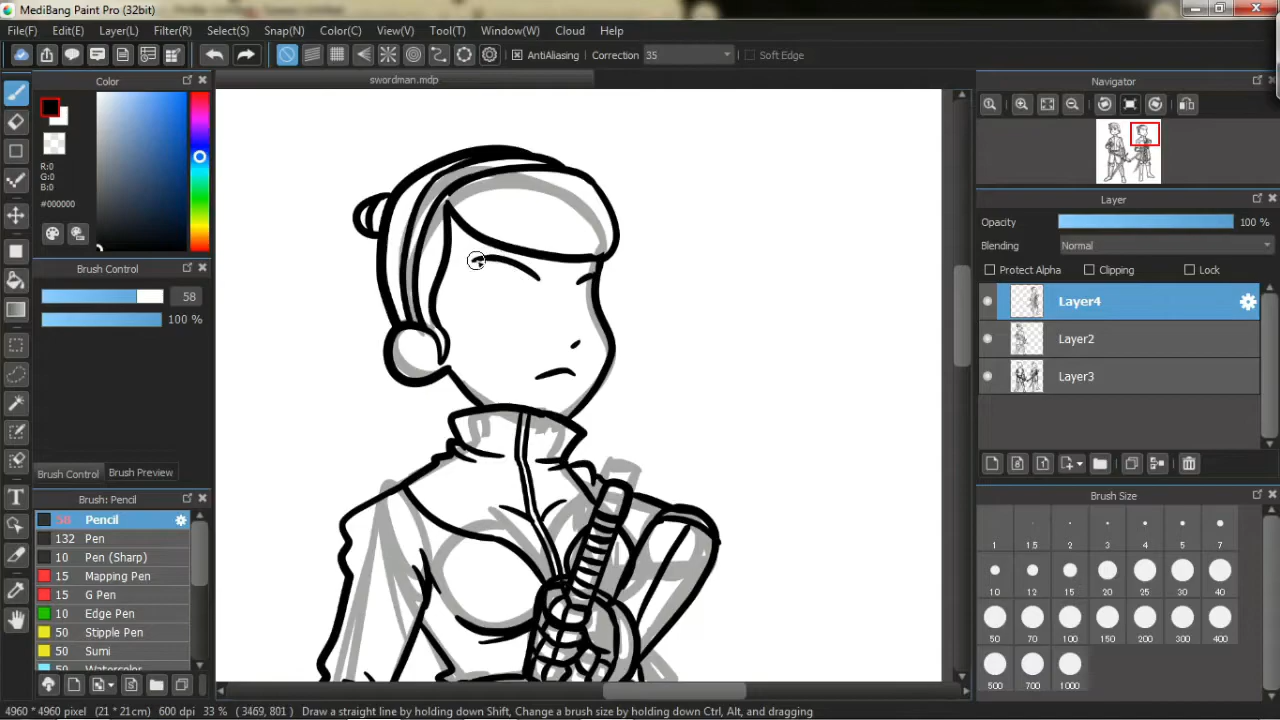 MediBang Paint Pro (32bit)
File(F) Edit(E) Layer(L) Filter(R) Select(S) Snap(N) Color(C) View(V) Tool(T) Window(W) Cloud Help
AntiAliasing Correction 35 Soft Edge
Color
swordman.mdp
Navigator
R:0
G:0
B:0
#000000
Layer
Opacity
Blending Normal
Protect Alpha Clipping Lock
Brush Control
58
100 %
Layer4
Layer2
Layer3
Brush Control Brush Preview
Brush: Pencil
58 Pencil
132 Pen
10 Pen (Sharp)
15 Mapping Pen
15 G Pen
10 Edge Pen
50 Stipple Pen
50 Sumi
50 Watercolor
Brush Size
1 1.5 2 3 4 5 7
10 12 15 20 25 30 40
50 70 100 150 200 300 400
500 700 1000
4960 * 4960 pixel (21 * 21cm) 600 dpi 33 % ( 3469, 801 ) Draw a straight line by holding down Shift, Change a brush size by holding down Ctrl, Alt, and dragging